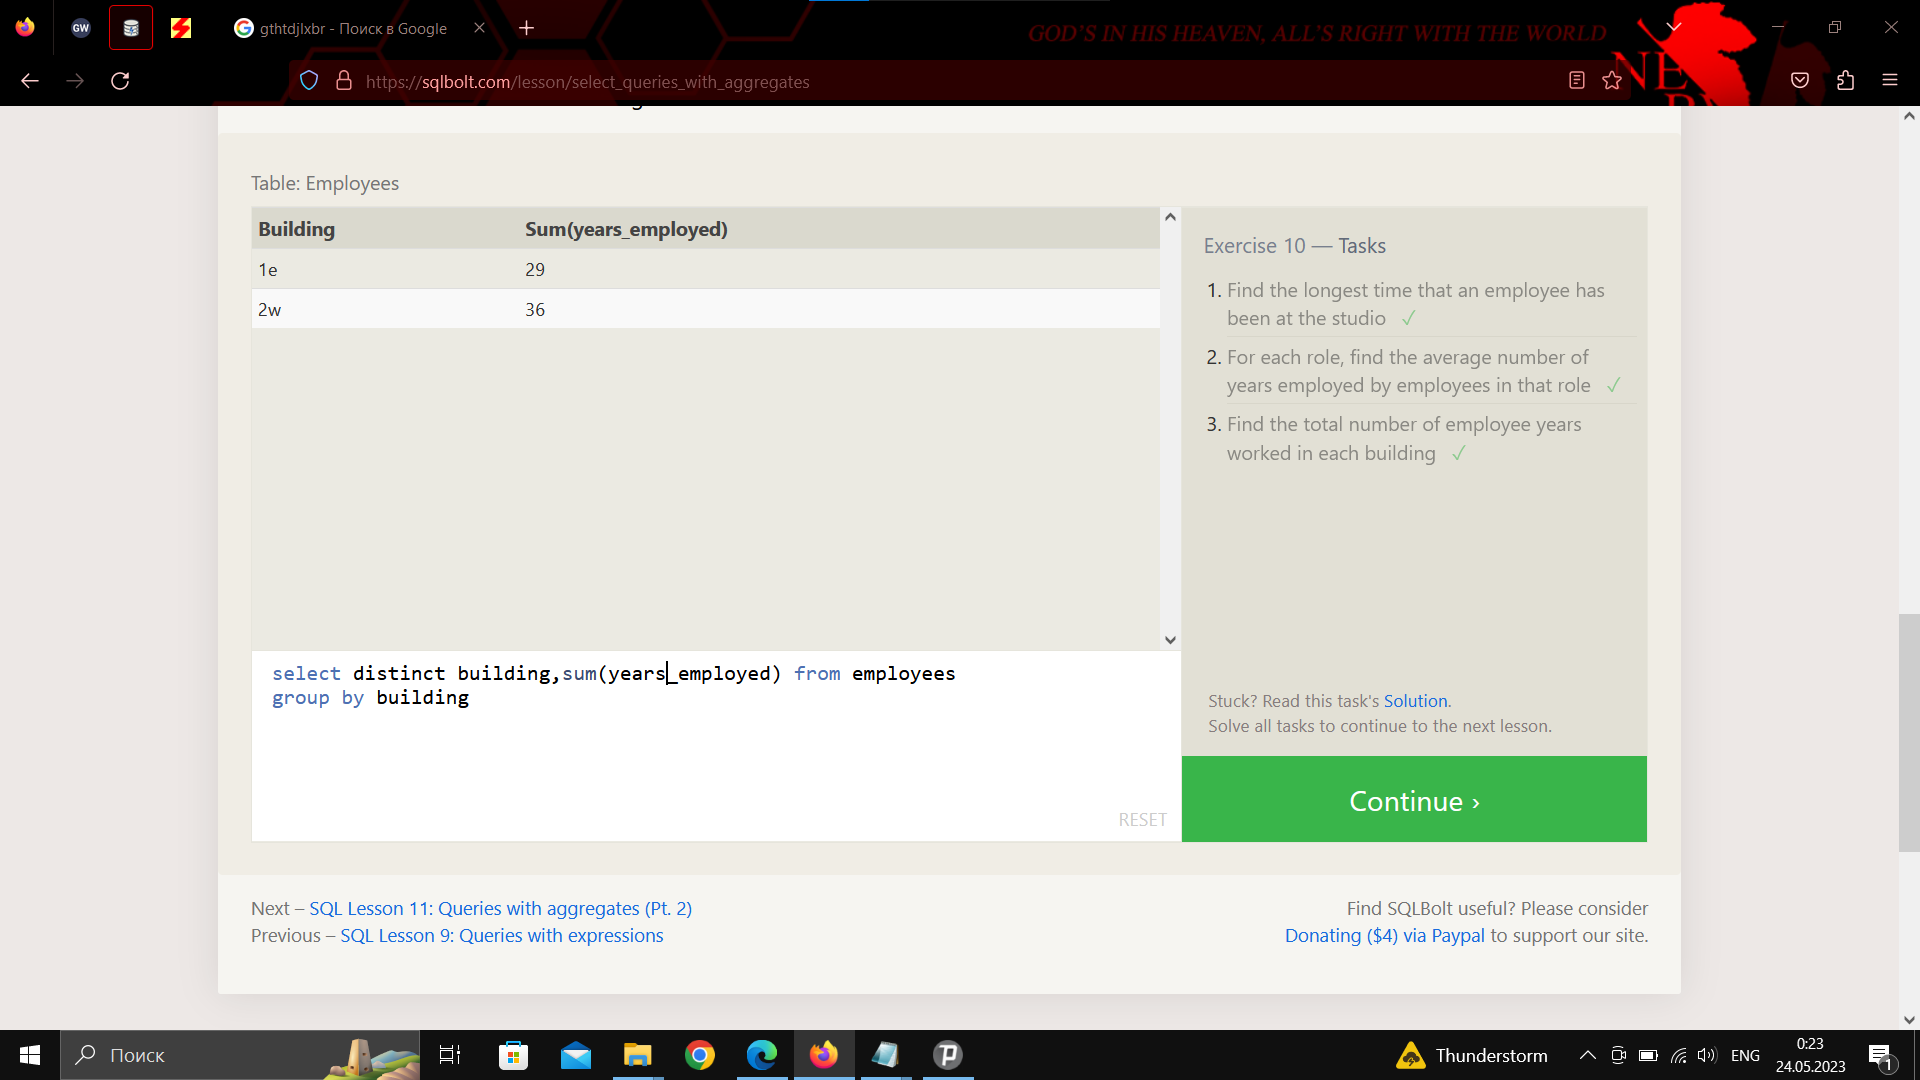 GW
gthtdjlxbr - Поиск в Google
GOD'S IN HIS HEAVEN, ALL'S RIGHT WITH THE WORLD
https://sqlbolt.com/lesson/select_queries_with_aggregates
Table: Employees
Building Sum(years_employed)
1e 29
2w 36
Exercise 10 — Tasks
1. Find the longest time that an employee has
been at the studio ✓
2. For each role, find the average number of
years employed by employees in that role ✓
3. Find the total number of employee years
worked in each building ✓
select distinct building,sum(years_employed) from employees
group by building
RESET
Stuck? Read this task's Solution.
Solve all tasks to continue to the next lesson.
Continue ›
Next – SQL Lesson 11: Queries with aggregates (Pt. 2)
Previous – SQL Lesson 9: Queries with expressions
Find SQLBolt useful? Please consider
Donating ($4) via Paypal to support our site.
Поиск
Thunderstorm
ENG
0:23
24.05.2023
1